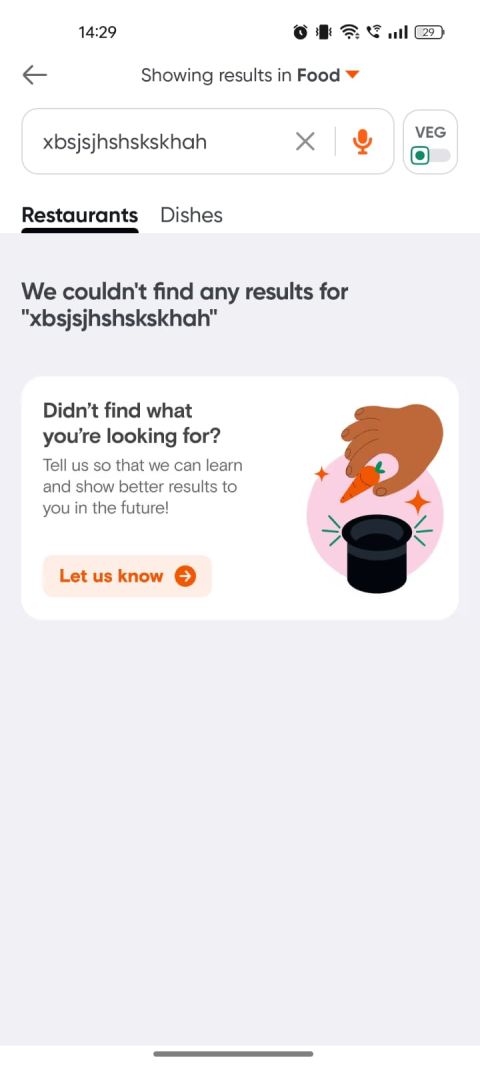 14:29
29
Showing results in Food
xbsjsjhshskskhah
VEG
Restaurants Dishes
We couldn't find any results for
"xbsjsjhshskskhah"
Didn't find what
you're looking for?
Tell us so that we can learn
and show better results to
you in the future!
Let us know